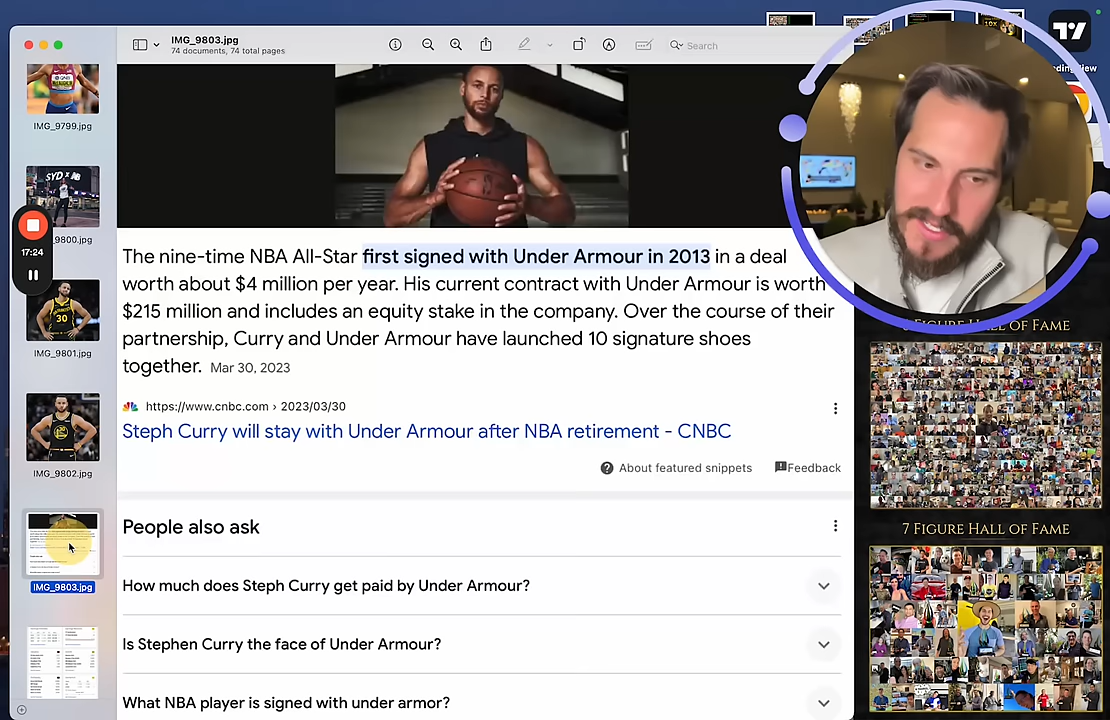 IMG_9803.jpg
74 documents, 74 total pages
Search
IMG_9799.jpg
SYD
9800.jpg
17:24
30
IMG_9801.jpg
IMG_9802.jpg
IMG_9803.jpg
The nine-time NBA All-Star first signed with Under Armour in 2013 in a deal
worth about $4 million per year. His current contract with Under Armour is worth
$215 million and includes an equity stake in the company. Over the course of their
partnership, Curry and Under Armour have launched 10 signature shoes
together. Mar 30, 2023
https://www.cnbc.com › 2023/03/30
Steph Curry will stay with Under Armour after NBA retirement - CNBC
About featured snippets
Feedback
People also ask
How much does Steph Curry get paid by Under Armour?
Is Stephen Curry the face of Under Armour?
What NBA player is signed with under armor?
View
Figure Hall of Fame
7 Figure Hall of Fame